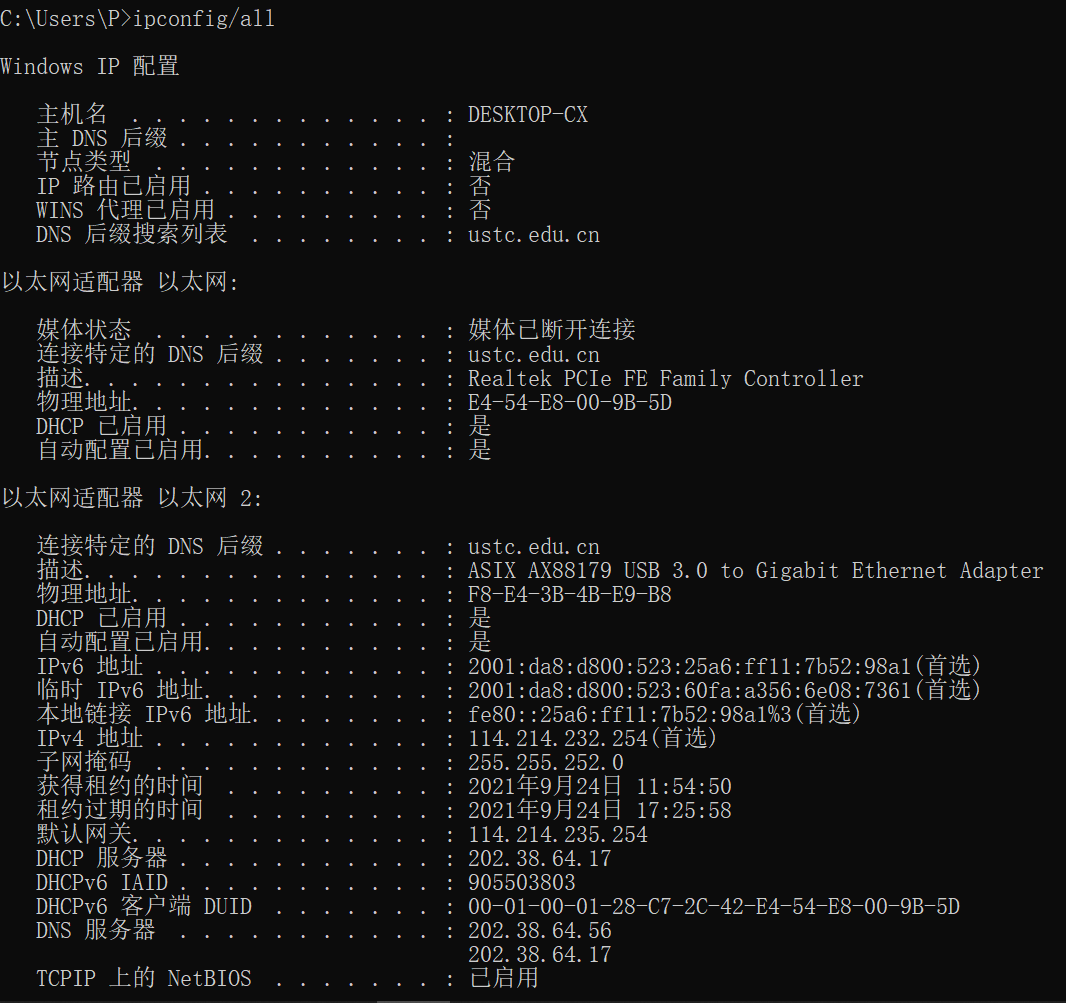 C:\Users\P>ipconfig/all
Windows IP 配置
主机名 . . . . . . . . . . . . . : DESKTOP-CX
主 DNS 后缀 . . . . . . . . . . . :
节点类型 . . . . . . . . . . . . : 混合
IP 路由已启用 . . . . . . . . . . : 否
WINS 代理已启用 . . . . . . . . . : 否
DNS 后缀搜索列表 . . . . . . . . : ustc.edu.cn
以太网适配器 以太网:
媒体状态 . . . . . . . . . . . . : 媒体已断开连接
连接特定的 DNS 后缀 . . . . . . . : ustc.edu.cn
描述. . . . . . . . . . . . . . . : Realtek PCIe FE Family Controller
物理地址. . . . . . . . . . . . . : E4-54-E8-00-9B-5D
DHCP 已启用 . . . . . . . . . . . : 是
自动配置已启用. . . . . . . . . . : 是
以太网适配器 以太网 2:
连接特定的 DNS 后缀 . . . . . . . : ustc.edu.cn
描述. . . . . . . . . . . . . . . : ASIX AX88179 USB 3.0 to Gigabit Ethernet Adapter
物理地址. . . . . . . . . . . . . : F8-E4-3B-4B-E9-B8
DHCP 已启用 . . . . . . . . . . . : 是
自动配置已启用. . . . . . . . . . : 是
IPv6 地址 . . . . . . . . . . . . : 2001:da8:d800:523:25a6:ff11:7b52:98a1(首选)
临时 IPv6 地址. . . . . . . . . . : 2001:da8:d800:523:60fa:a356:6e08:7361(首选)
本地链接 IPv6 地址. . . . . . . . : fe80::25a6:ff11:7b52:98a1%3(首选)
IPv4 地址 . . . . . . . . . . . . : 114.214.232.254(首选)
子网掩码 . . . . . . . . . . . . : 255.255.252.0
获得租约的时间 . . . . . . . . . : 2021年9月24日 11:54:50
租约过期的时间 . . . . . . . . . : 2021年9月24日 17:25:58
默认网关. . . . . . . . . . . . . : 114.214.235.254
DHCP 服务器 . . . . . . . . . . . : 202.38.64.17
DHCPv6 IAID . . . . . . . . . . . : 905503803
DHCPv6 客户端 DUID . . . . . . . : 00-01-00-01-28-C7-2C-42-E4-54-E8-00-9B-5D
DNS 服务器 . . . . . . . . . . . : 202.38.64.56
202.38.64.17
TCPIP 上的 NetBIOS . . . . . . . : 已启用